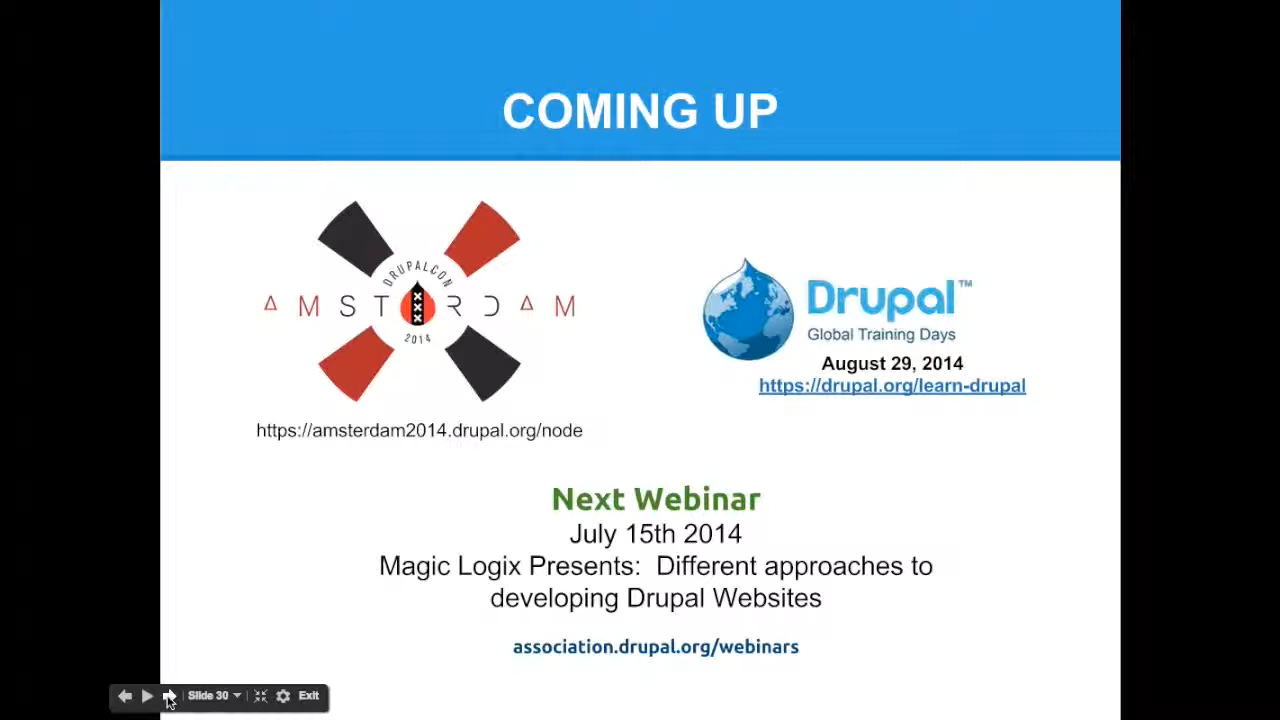 COMING UP
DRUPALCON
AMST RDAM
2014
https://amsterdam2014.drupal.org/node
Drupal™
Global Training Days
August 29, 2014
https://drupal.org/learn-drupal
Next Webinar
July 15th 2014
Magic Logix Presents: Different approaches to
developing Drupal Websites
association.drupal.org/webinars
Slide 30
Exit